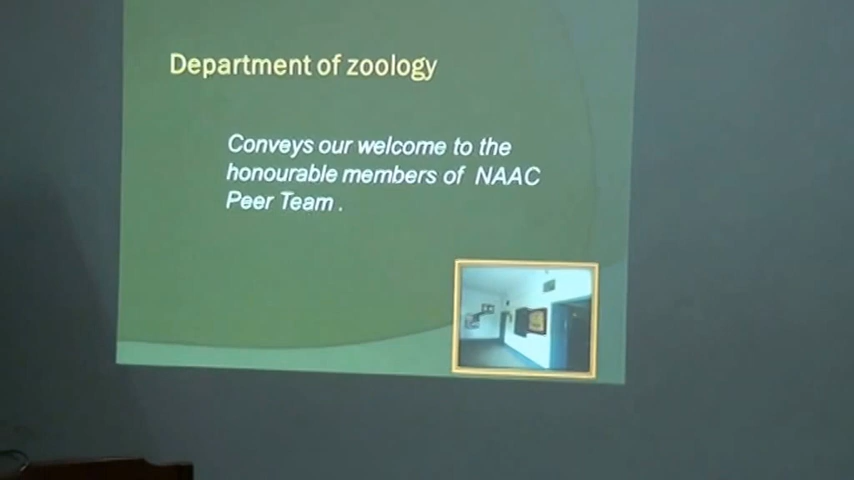 Department of zoology
Conveys our welcome to the
honourable members of NAAC
Peer Team .